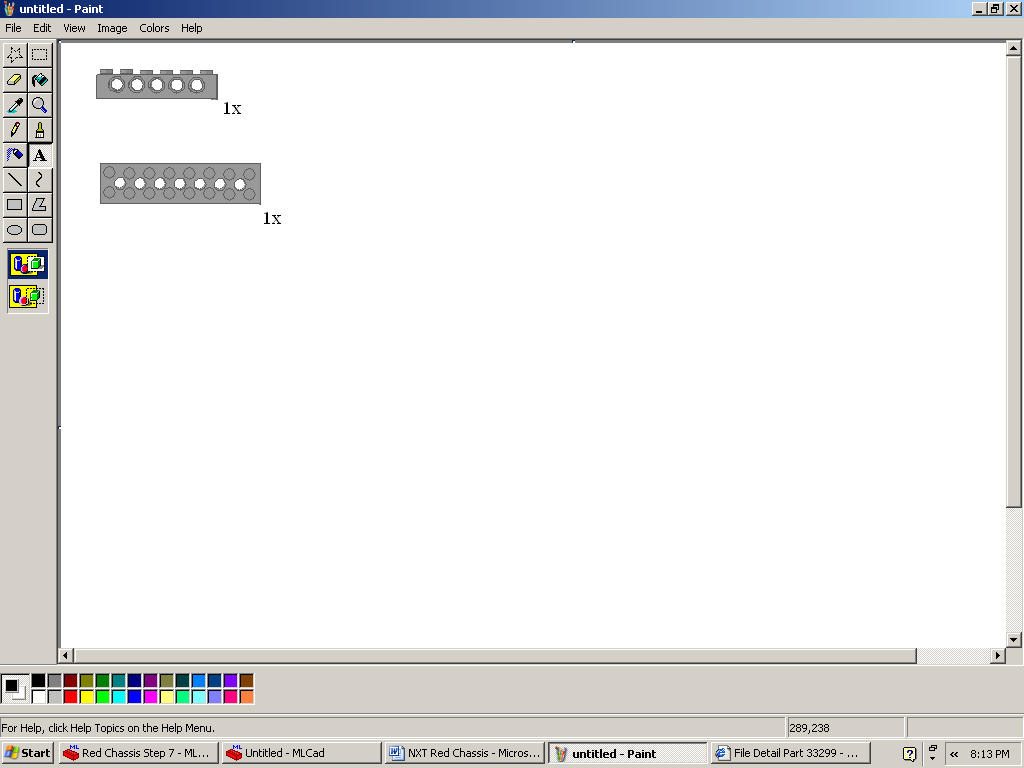 untitled - Paint
File Edit View Image Colors Help
1x
1x
A
For Help, click Help Topics on the Help Menu.
289,238
Start
Red Chassis Step 7 - ML...
Untitled - MLCad
NXT Red Chassis - Micros...
untitled - Paint
File Detail Part 33299 - ...
8:13 PM